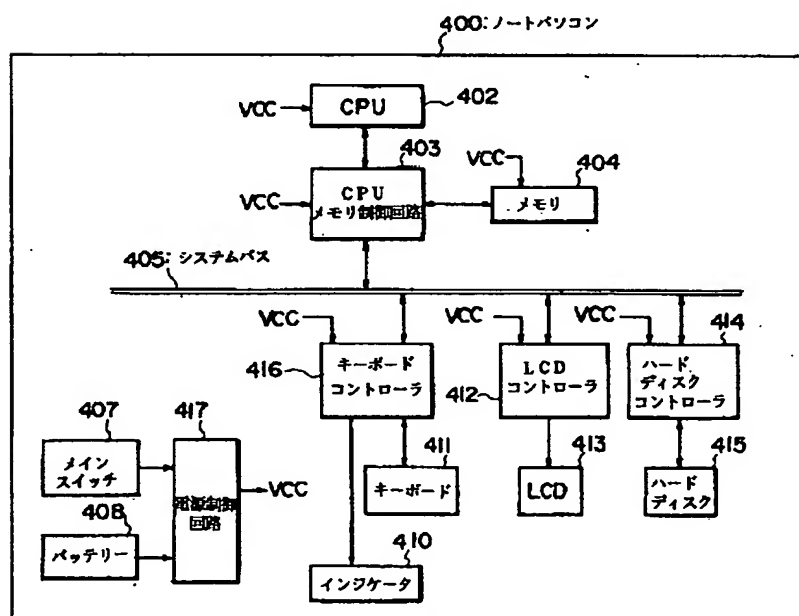 400:ノートパソコン
VCC
CPU
402
403
VCC
CPU
メモリ制御回路
VCC
404
メモリ
405:システムバス
VCC
416
キーボード
コントローラ
VCC
412
LCD
コントローラ
VCC
414
ハード
ディスク
コントローラ
407
メイン
スイッチ
417
電源制御
回路
VCC
408
バッテリー
411
キーボード
413
LCD
415
ハード
ディスク
410
インジケータ